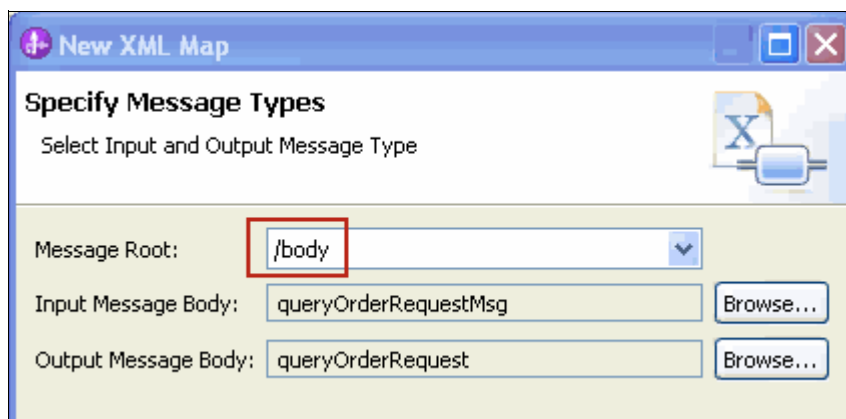 New XML Map
Specify Message Types
Select Input and Output Message Type
X
Message Root: /body
Input Message Body: queryOrderRequestMsg Browse...
Output Message Body: queryOrderRequest Browse...